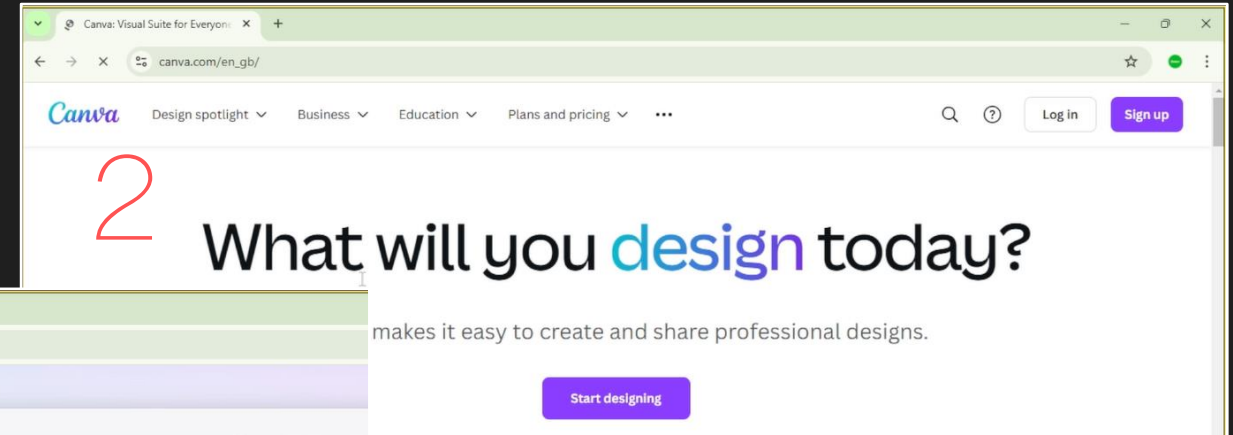 Canva: Visual Suite for Everyone
canva.com/en_gb/
Canva Design spotlight Business Education Plans and pricing ••• Log in Sign up
2
What will you design today?
makes it easy to create and share professional designs.
Start designing